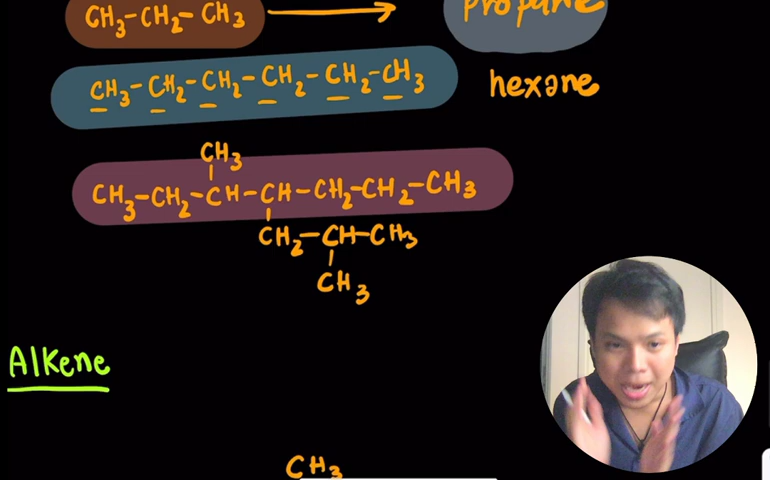 CH3-CH2-CH3 → propane
CH3-CH2-CH2-CH2-CH2-CH3 hexane
CH3
CH3-CH2-CH-CH-CH2-CH2-CH3
CH2-CH-CH3
CH3
Alkene
CH3